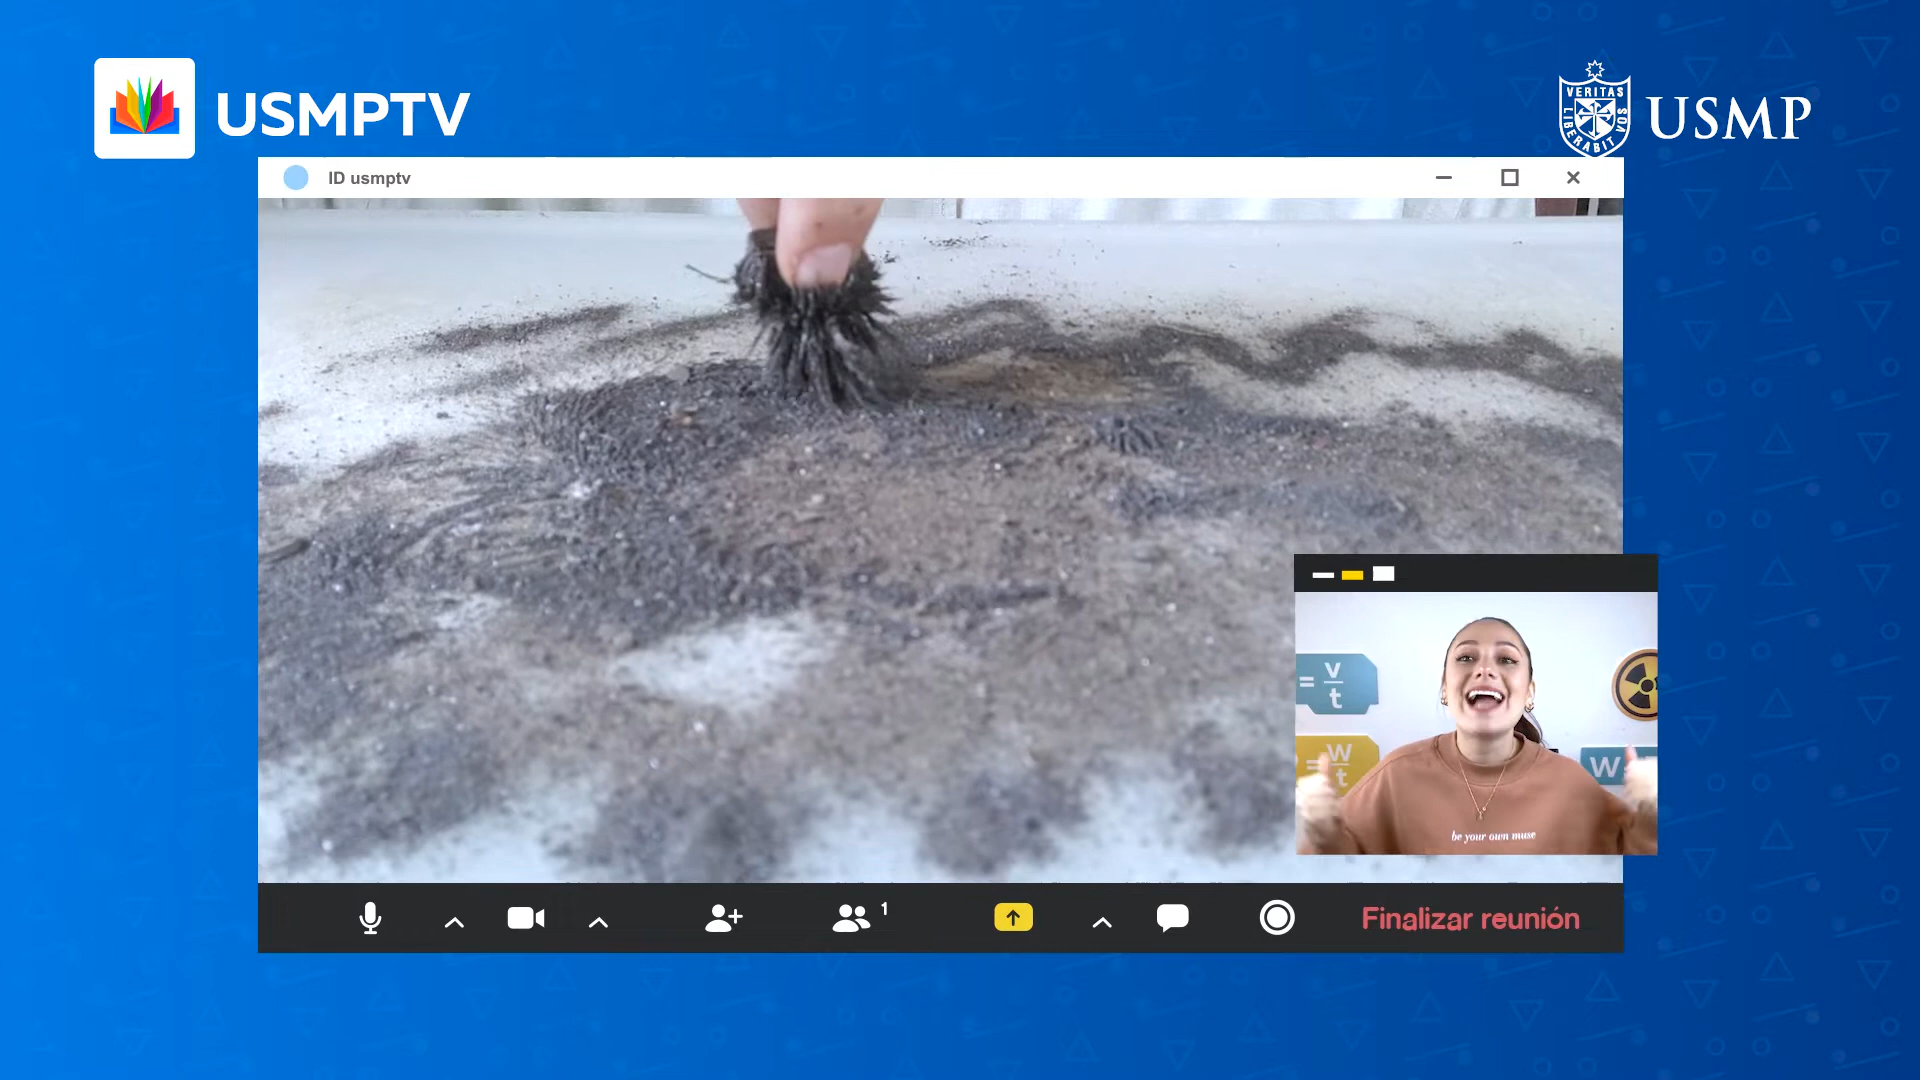 USMPTV
VERITAS
LIBERABIT VOS
USMP
ID usmptv
= v
t
= W
t
W
be your own muse
1
Finalizar reunión